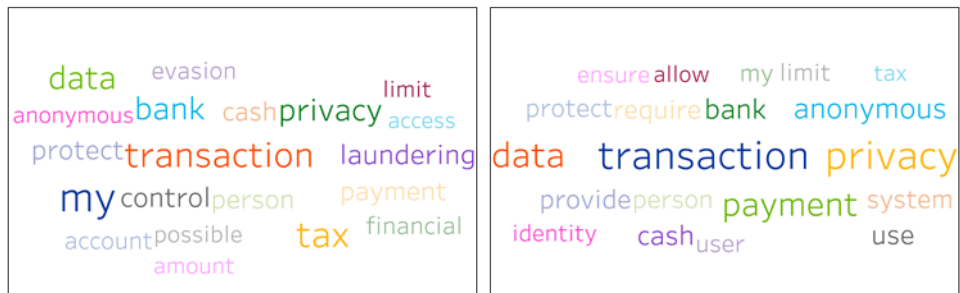 data evasion
limit
anonymous bank cash privacy access
protect transaction laundering
my control person payment
account possible tax financial
amount
ensure allow my limit tax
protect require bank anonymous
data transaction privacy
provide person payment system
identity cash user use